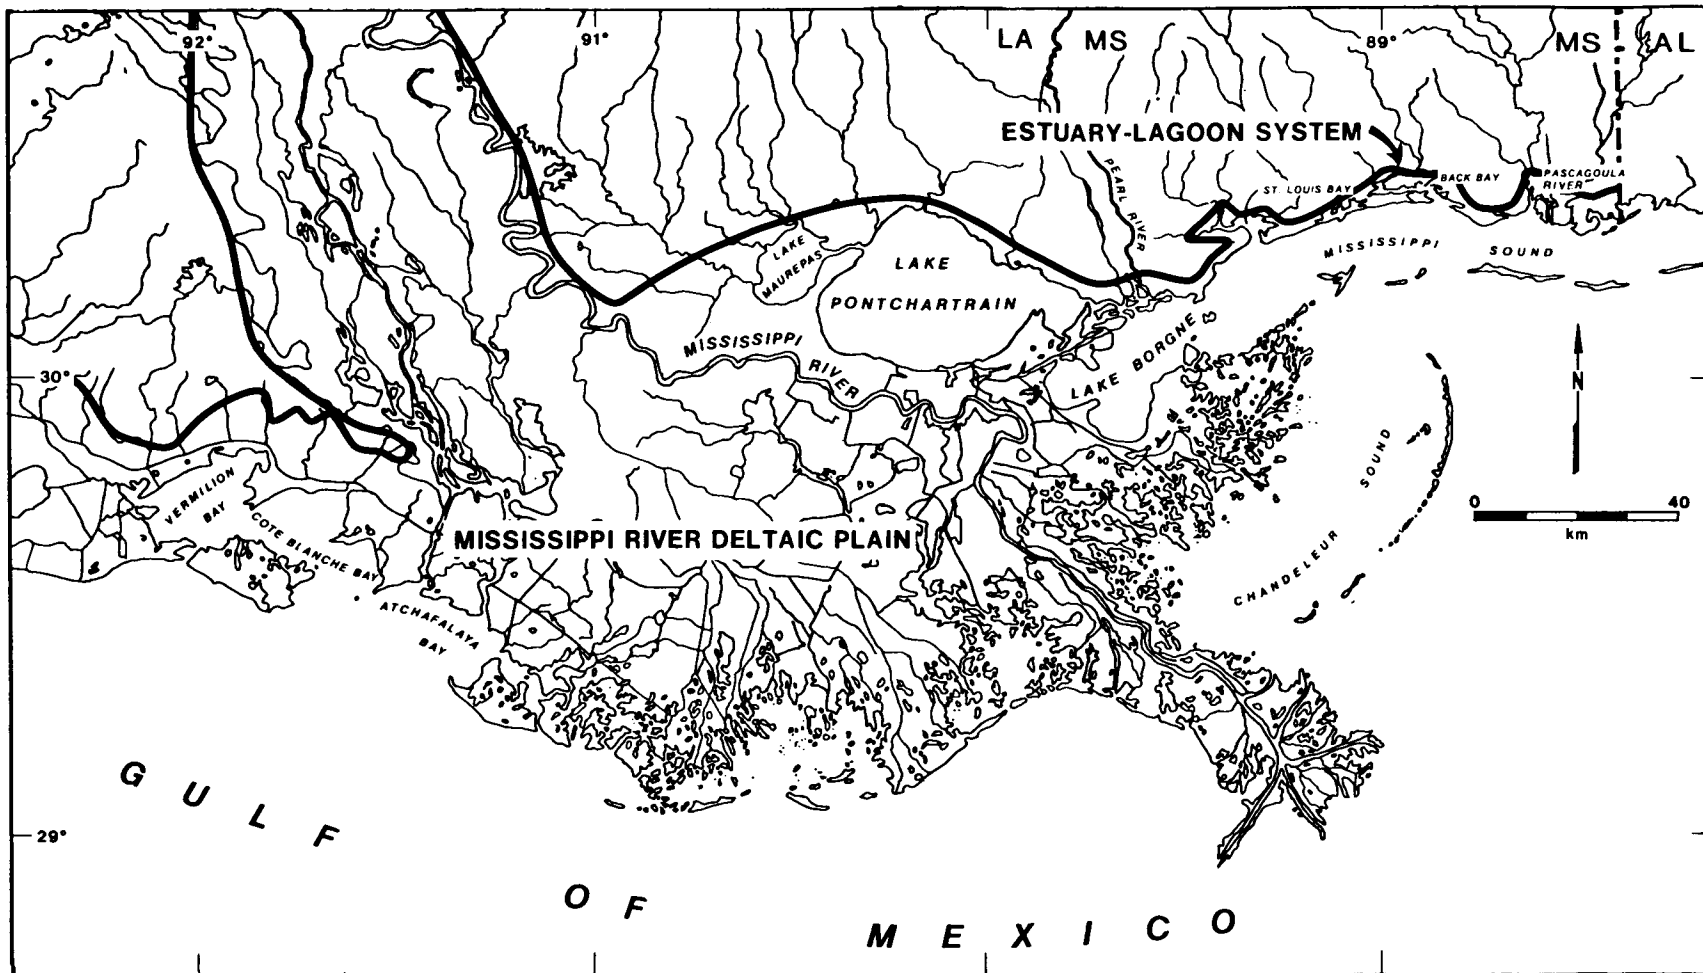 92°
91°
LA
MS
89°
MS
AL
ESTUARY-LAGOON SYSTEM
PEARL RIVER
ST. LOUIS BAY
BACK BAY
PASCAGOULA
RIVER
MISSISSIPPI SOUND
LAKE
MAUREPAS
LAKE
PONTCHARTRAIN
MISSISSIPPI
RIVER
LAKE BORGNE
30°
N
0
40
km
CHANDELEUR SOUND
VERMILION
BAY
COTE BLANCHE BAY
MISSISSIPPI RIVER DELTAIC PLAIN
ATCHAFALAYA
BAY
29°
GULF
OF
MEXICO